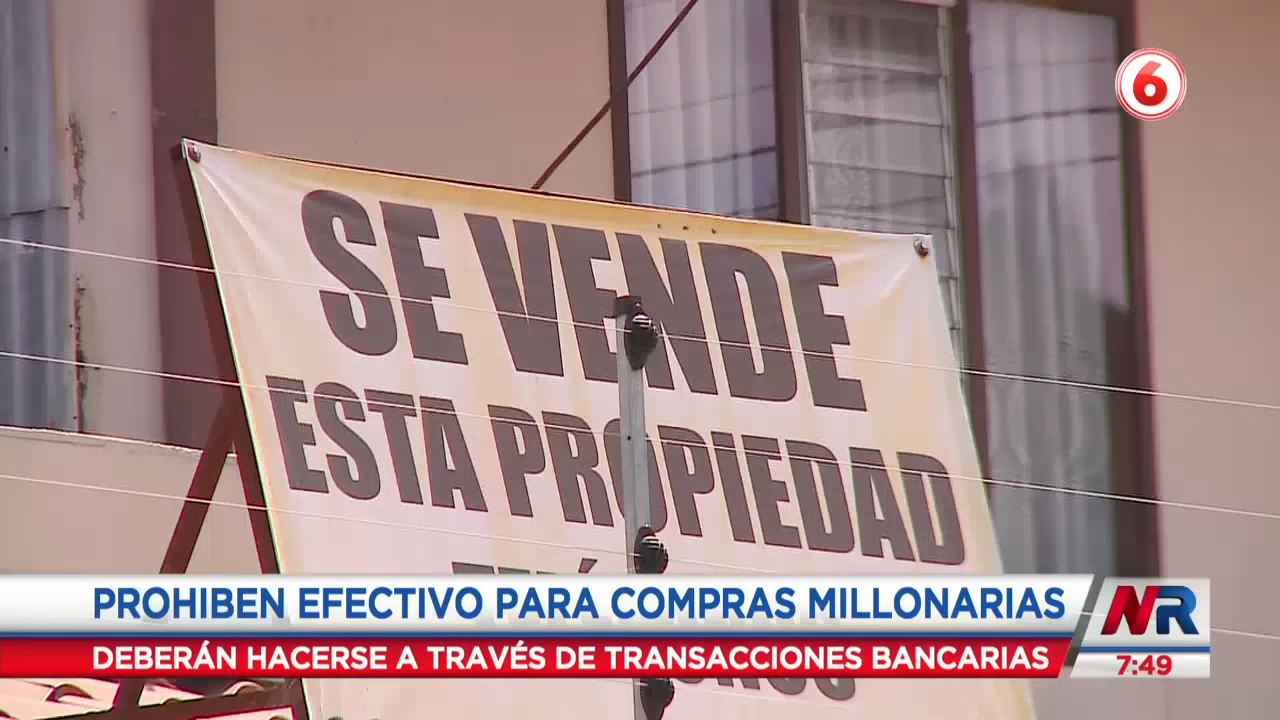 6
SE VENDE
ESTA PROPIEDAD
PROHIBEN EFECTIVO PARA COMPRAS MILLONARIAS
DEBERÁN HACERSE A TRAVÉS DE TRANSACCIONES BANCARIAS
NR
7:49